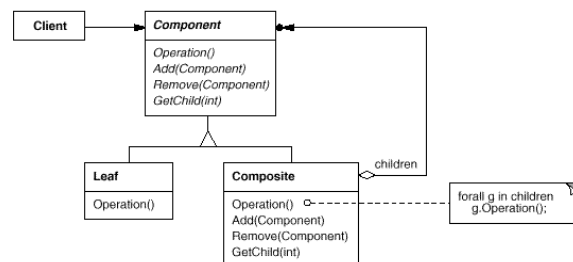 Client
Component
Operation()
Add(Component)
Remove(Component)
GetChild(int)
children
Leaf
Operation()
Composite
Operation()
Add(Component)
Remove(Component)
GetChild(int)
forall g in children
g.Operation();